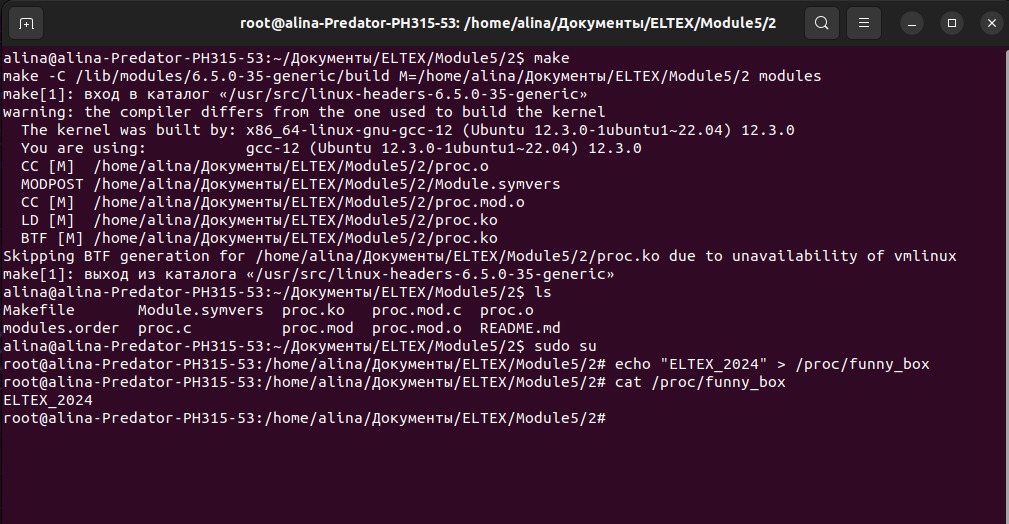 root@alina-Predator-PH315-53: /home/alina/Документы/ELTEX/Module5/2
alina@alina-Predator-PH315-53:~/Документы/ELTEX/Module5/2$ make
make -C /lib/modules/6.5.0-35-generic/build M=/home/alina/Документы/ELTEX/Module5/2 modules
make[1]: вход в каталог «/usr/src/linux-headers-6.5.0-35-generic»
warning: the compiler differs from the one used to build the kernel
  The kernel was built by: x86_64-linux-gnu-gcc-12 (Ubuntu 12.3.0-1ubuntu1~22.04) 12.3.0
  You are using:           gcc-12 (Ubuntu 12.3.0-1ubuntu1~22.04) 12.3.0
  CC [M]  /home/alina/Документы/ELTEX/Module5/2/proc.o
  MODPOST /home/alina/Документы/ELTEX/Module5/2/Module.symvers
  CC [M]  /home/alina/Документы/ELTEX/Module5/2/proc.mod.o
  LD [M]  /home/alina/Документы/ELTEX/Module5/2/proc.ko
  BTF [M] /home/alina/Документы/ELTEX/Module5/2/proc.ko
Skipping BTF generation for /home/alina/Документы/ELTEX/Module5/2/proc.ko due to unavailability of vmlinux
make[1]: выход из каталога «/usr/src/linux-headers-6.5.0-35-generic»
alina@alina-Predator-PH315-53:~/Документы/ELTEX/Module5/2$ ls
Makefile       Module.symvers  proc.ko   proc.mod.c  proc.o
modules.order  proc.c          proc.mod  proc.mod.o  README.md
alina@alina-Predator-PH315-53:~/Документы/ELTEX/Module5/2$ sudo su
root@alina-Predator-PH315-53:/home/alina/Документы/ELTEX/Module5/2# echo "ELTEX_2024" > /proc/funny_box
root@alina-Predator-PH315-53:/home/alina/Документы/ELTEX/Module5/2# cat /proc/funny_box
ELTEX_2024
root@alina-Predator-PH315-53:/home/alina/Документы/ELTEX/Module5/2#